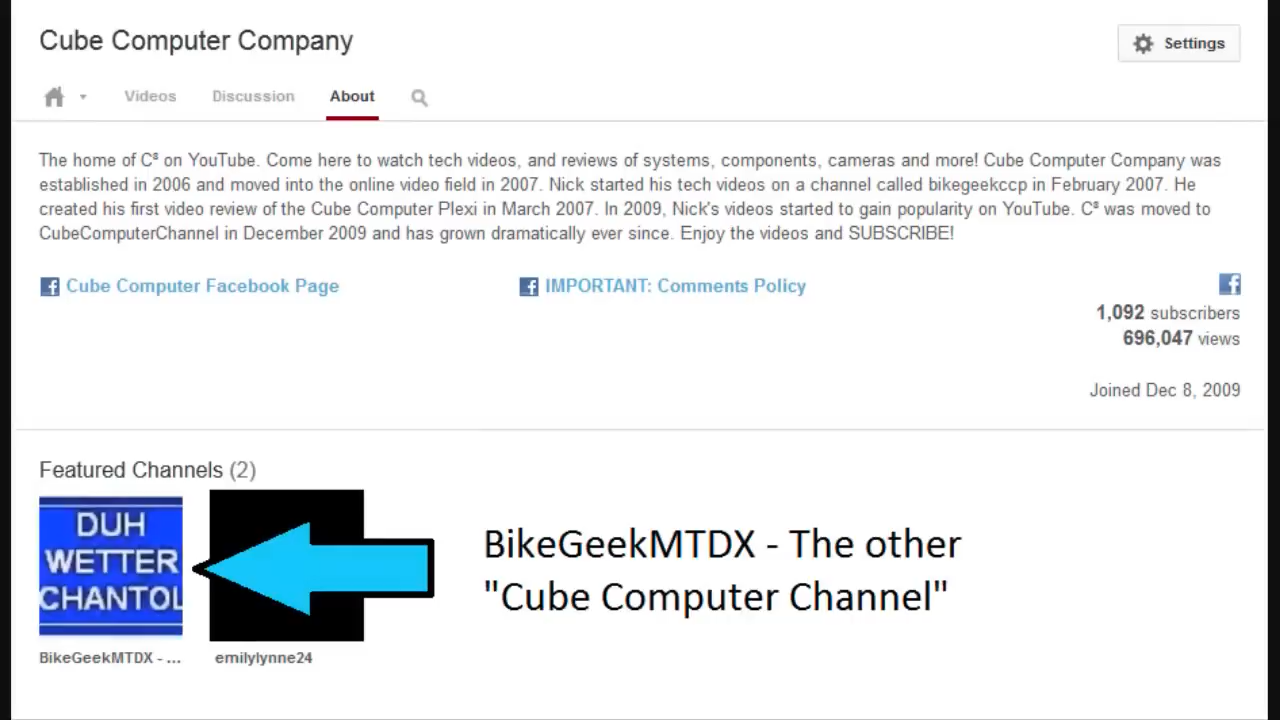 Cube Computer Company
Settings
Videos
Discussion
About
The home of C³ on YouTube. Come here to watch tech videos, and reviews of systems, components, cameras and more! Cube Computer Company was
established in 2006 and moved into the online video field in 2007. Nick started his tech videos on a channel called bikegeekccp in February 2007. He
created his first video review of the Cube Computer Plexi in March 2007. In 2009, Nick's videos started to gain popularity on YouTube. C³ was moved to
CubeComputerChannel in December 2009 and has grown dramatically ever since. Enjoy the videos and SUBSCRIBE!
Cube Computer Facebook Page
IMPORTANT: Comments Policy
1,092 subscribers
696,047 views
Joined Dec 8, 2009
Featured Channels (2)
DUH
WETTER
CHANTOL
BikeGeekMTDX - ...
emilylynne24
BikeGeekMTDX - The other
"Cube Computer Channel"